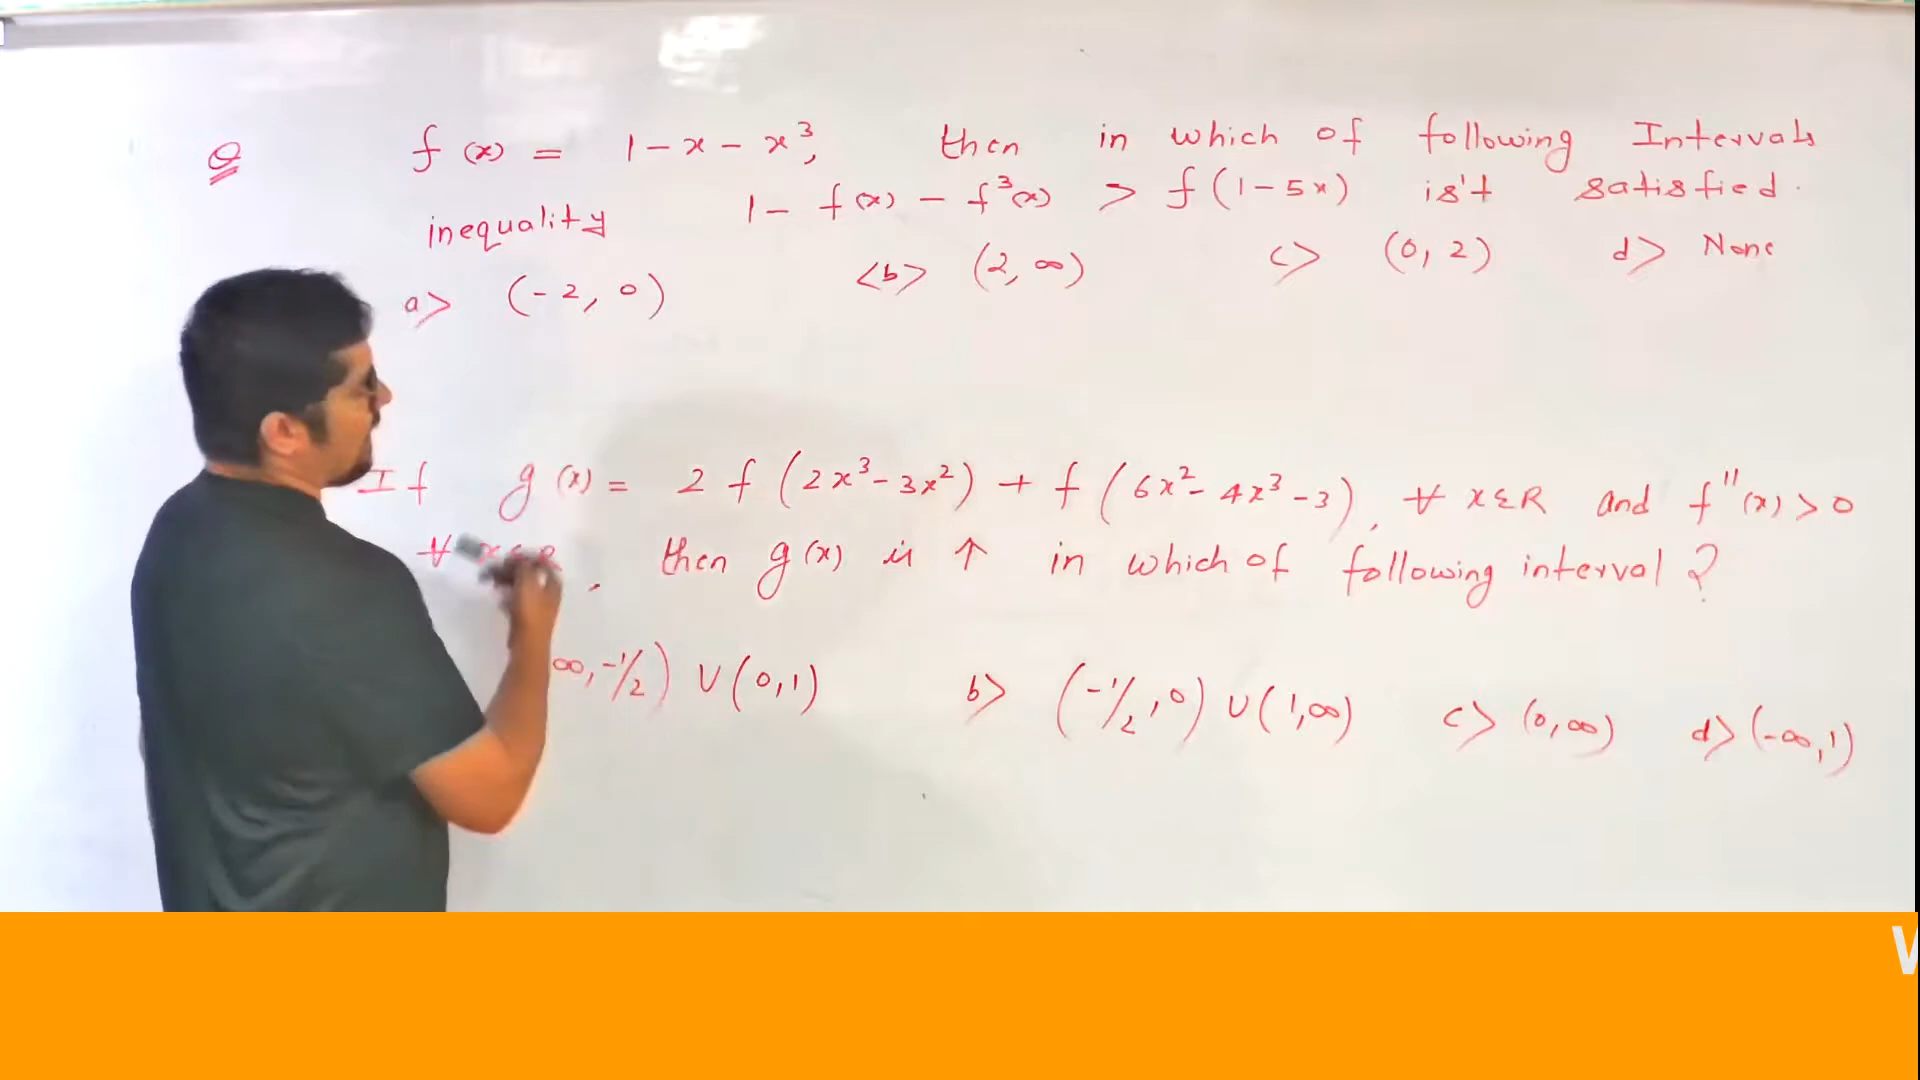 Q f(x) = 1 - x - x³, then in which of following Intervals
inequality 1 - f(x) - f³(x) > f(1-5x) is't satisfied.
a> (-2, 0) <b> (2, ∞) c> (0, 2) d> None
If g(x) = 2 f (2x³-3x²) + f (6x²-4x³-3), ∀ x∈R and f''(x) > 0
∀ x∈R, then g(x) is ↑ in which of following interval ?
∞, -1/2) ∪ (0, 1) b> (-1/2, 0) ∪ (1, ∞) c> (0, ∞) d> (-∞, 1)